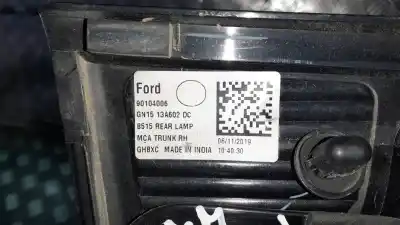 Ford
90104006
GN15 13A602 DC
B515 REAR LAMP
MCA TRUNK RH
GHBXC MADE IN INDIA
06/11/2019
10:40:30